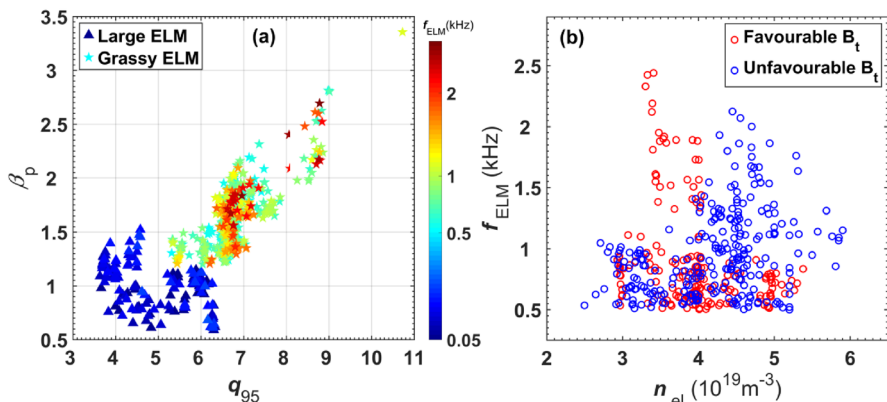 (a)
Large ELM
Grassy ELM
f_ELM(kHz)
3.5
3
2.5
2
1.5
1
0.5
β_p
3 4 5 6 7 8 9 10 11
q_95
2
1
0.5
0.05
(b)
Favourable B_t
Unfavourable B_t
2.5
2
1.5
1
0.5
f_ELM (kHz)
2 3 4 5 6
n_el (10^19 m^-3)